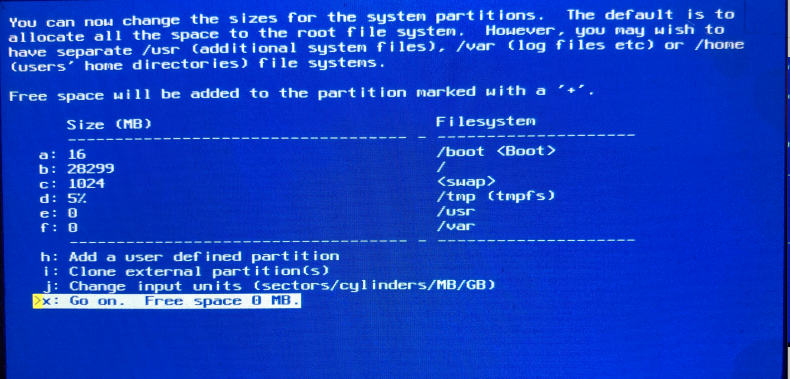 You can now change the sizes for the system partitions.  The default is to
allocate all the space to the root file system.  However, you may wish to
have separate /usr (additional system files), /var (log files etc) or /home
(users' home directories) file systems.
Free space will be added to the partition marked with a '+'.
Size (MB) Filesystem
---------------------------------- - --------------------
a: 16 /boot <Boot>
b: 28299 /
c: 1024 <swap>
d: 5% /tmp (tmpfs)
e: 0 /usr
f: 0 /var
---------------------------------- - --------------------
h: Add a user defined partition
i: Clone external partition(s)
j: Change input units (sectors/cylinders/MB/GB)
>x: Go on.  Free space 0 MB.